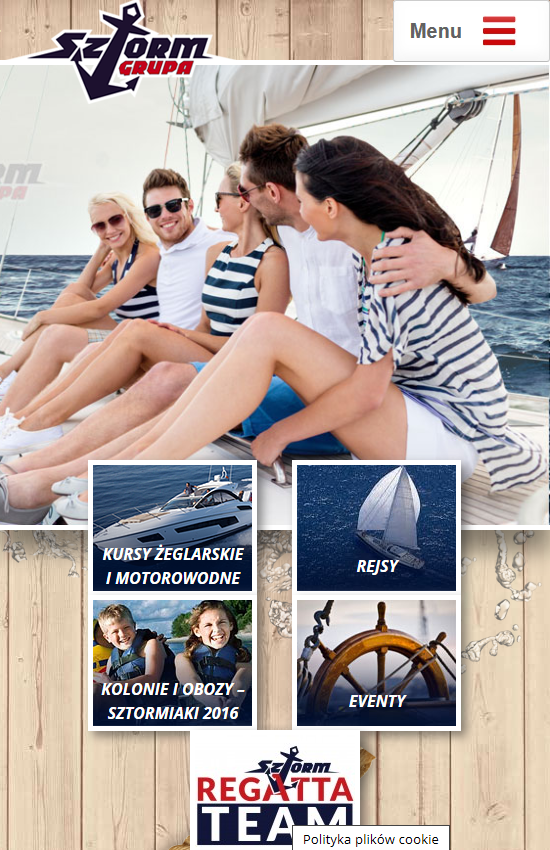 SZTORM
GRUPA
Menu
KURSY ŻEGLARSKIE
I MOTOROWODNE
REJSY
KOLONIE I OBOZY –
SZTORMIAKI 2016
EVENTY
SZTORM
REGATTA
TEAM
Polityka plików cookie